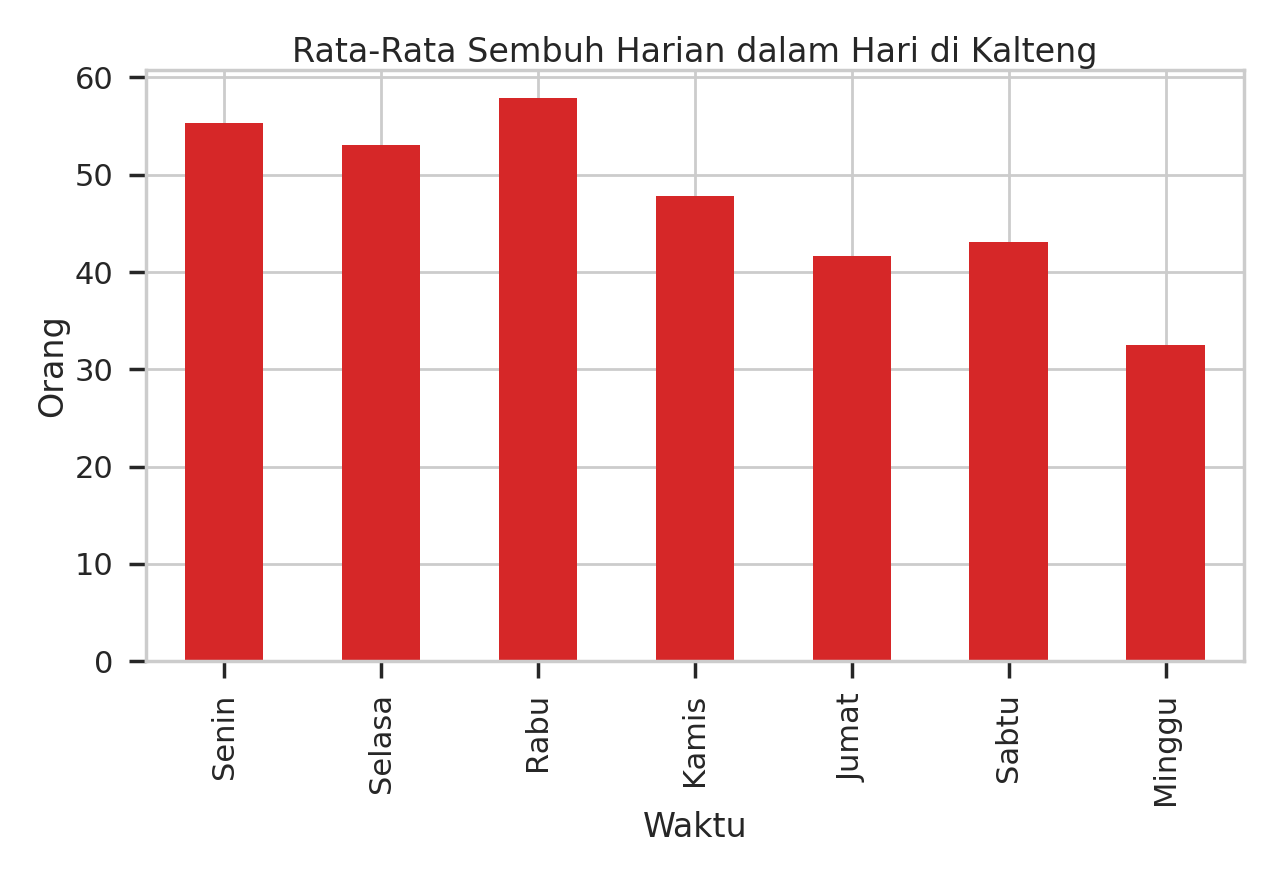 Rata-Rata Sembuh Harian dalam Hari di Kalteng
60
50
40
30
20
10
0
Orang
Senin
Selasa
Rabu
Kamis
Jumat
Sabtu
Minggu
Waktu